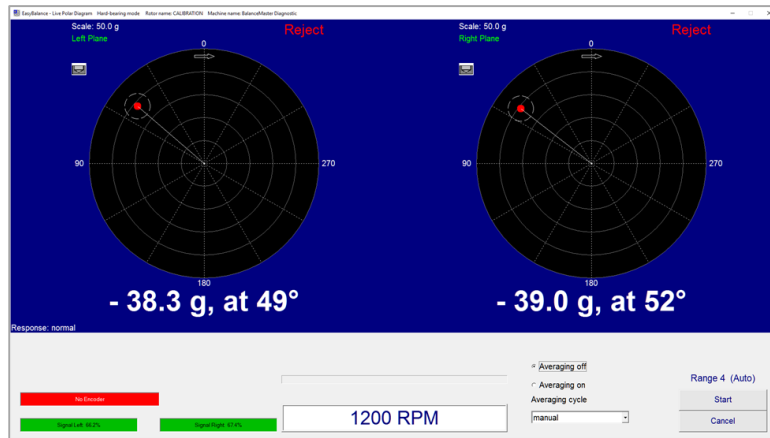 EasyBalance - Live Polar Diagram Hard-bearing mode Rotor name: CALIBRATION Machine name: BalanceMaster Diagnostic
Scale: 50.0 g
Reject
Scale: 50.0 g
Reject
Left Plane
Right Plane
0
0
90
270
90
270
180
180
- 38.3 g, at 49°
- 39.0 g, at 52°
Response: normal
Averaging off
Averaging on
Range 4 (Auto)
No Encoder
Averaging cycle
Start
Signal Left: 66.2%
Signal Right: 67.4%
1200 RPM
manual
Cancel